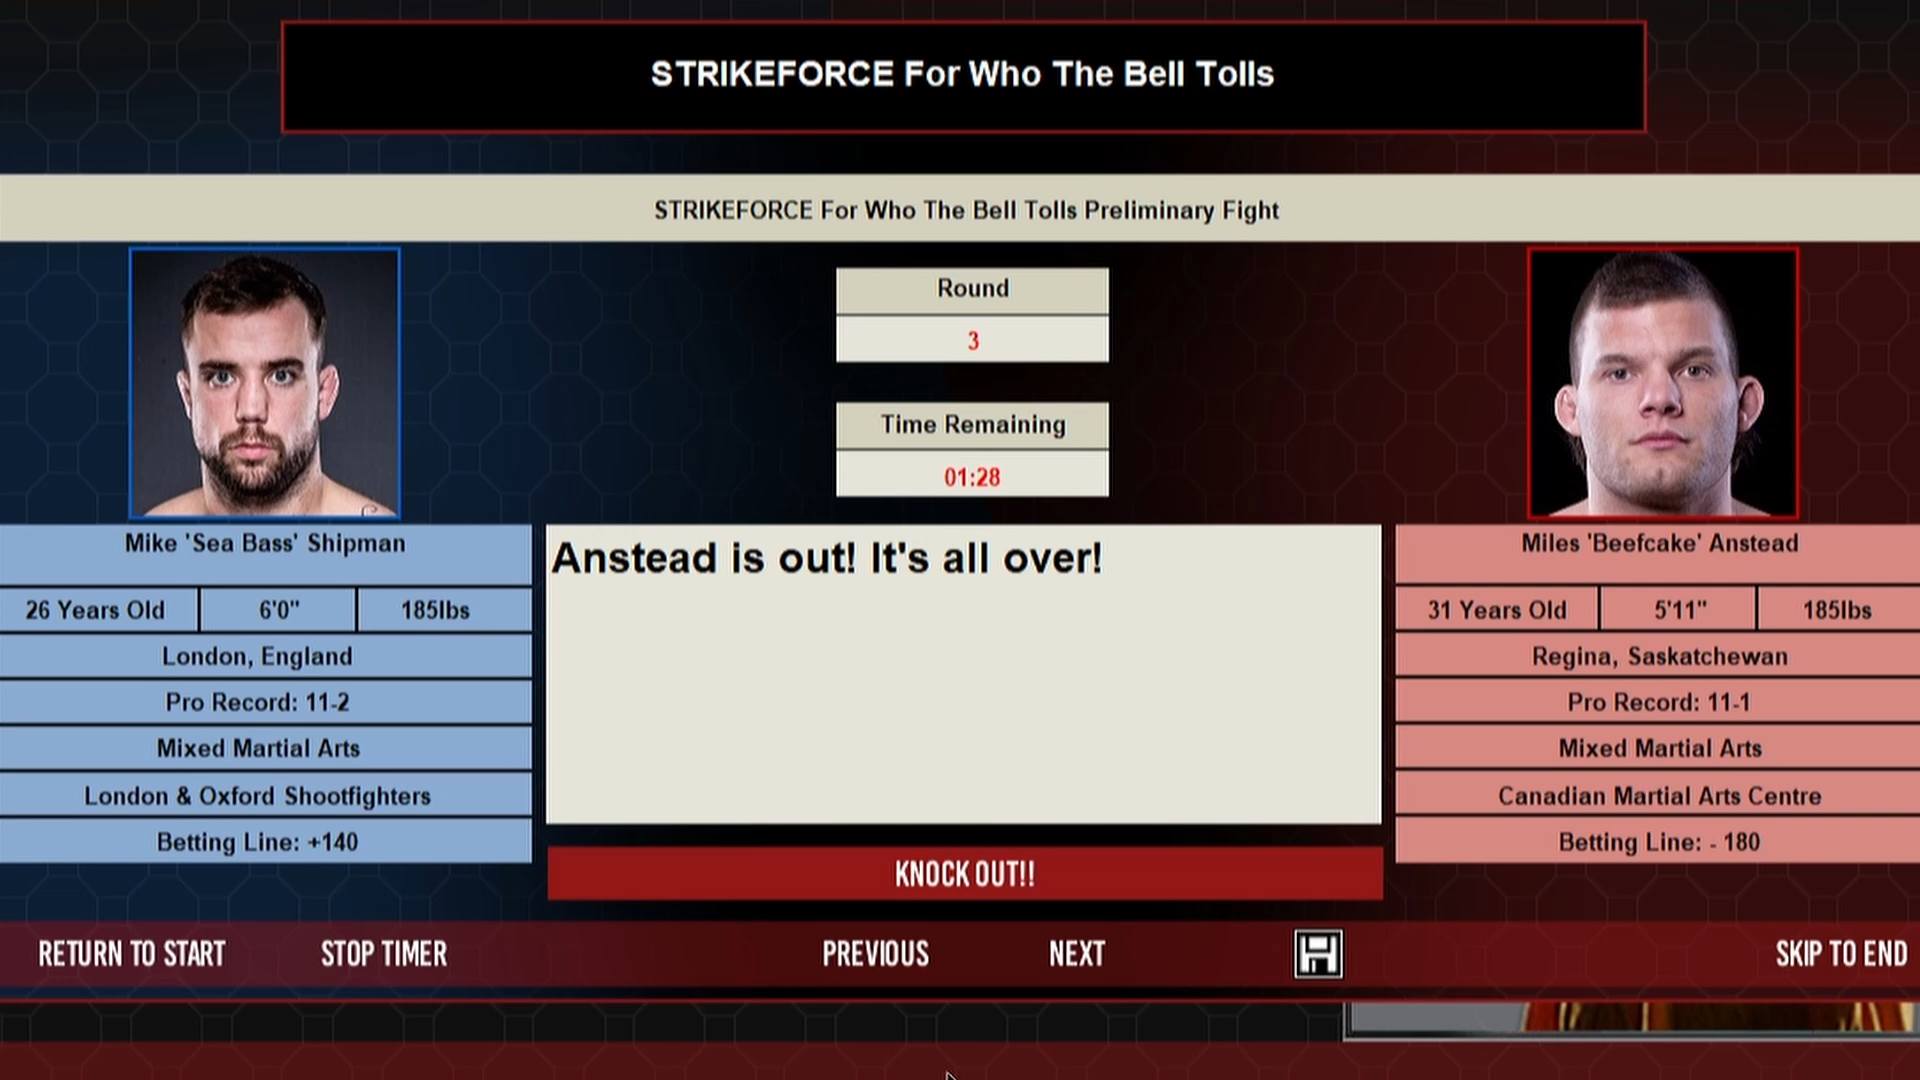 STRIKEFORCE For Who The Bell Tolls
STRIKEFORCE For Who The Bell Tolls Preliminary Fight
Round
3
Time Remaining
01:28
Mike 'Sea Bass' Shipman
26 Years Old 6'0" 185lbs
London, England
Pro Record: 11-2
Mixed Martial Arts
London & Oxford Shootfighters
Betting Line: +140
Anstead is out! It's all over!
KNOCK OUT!!
Miles 'Beefcake' Anstead
31 Years Old 5'11" 185lbs
Regina, Saskatchewan
Pro Record: 11-1
Mixed Martial Arts
Canadian Martial Arts Centre
Betting Line: - 180
RETURN TO START STOP TIMER PREVIOUS NEXT SKIP TO END